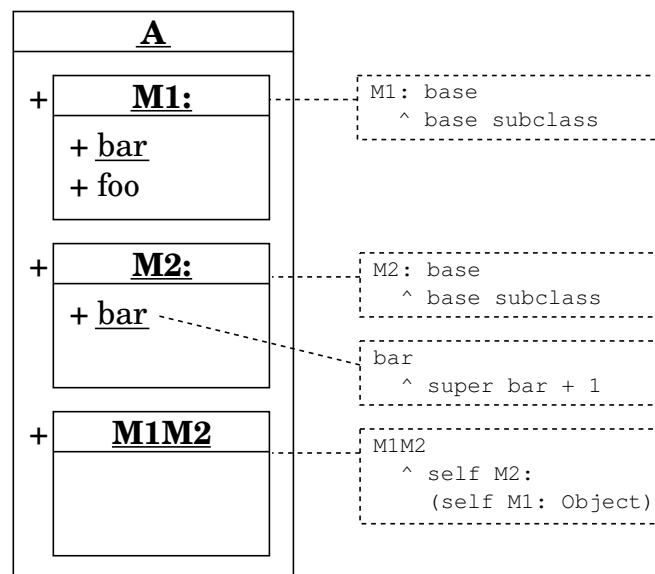 A
+ M1:
+ bar
+ foo
M1: base
^ base subclass
+ M2:
+ bar
M2: base
^ base subclass
bar
^ super bar + 1
+ M1M2
M1M2
^ self M2:
(self M1: Object)